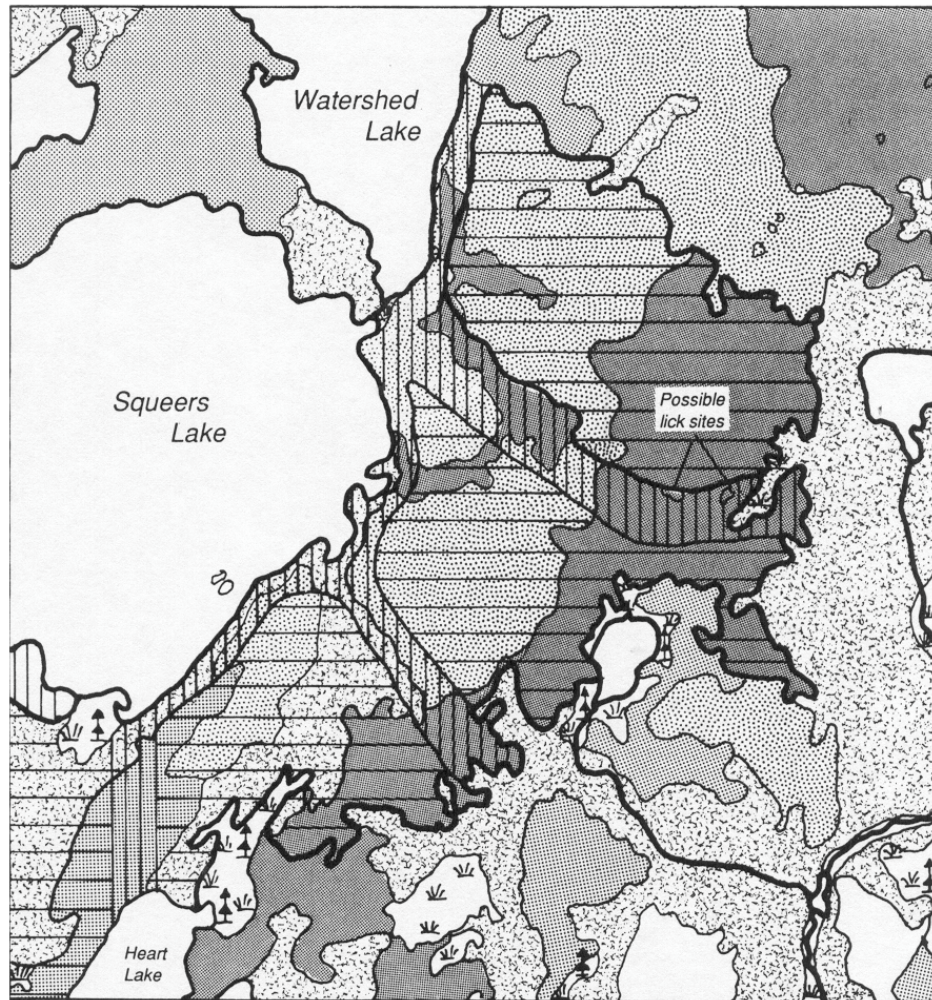 Watershed
Lake
Squeers
Lake
Possible
lick sites
Heart
Lake